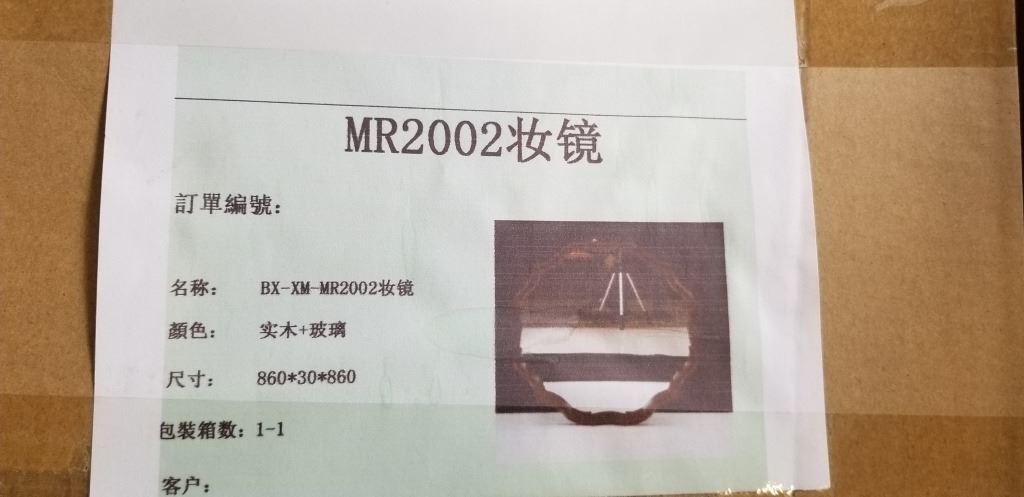 MR2002妆镜
訂單編號：
名称： BX-XM-MR2002妆镜
顏色： 实木+玻璃
尺寸： 860*30*860
包裝箱数：1-1
客户：